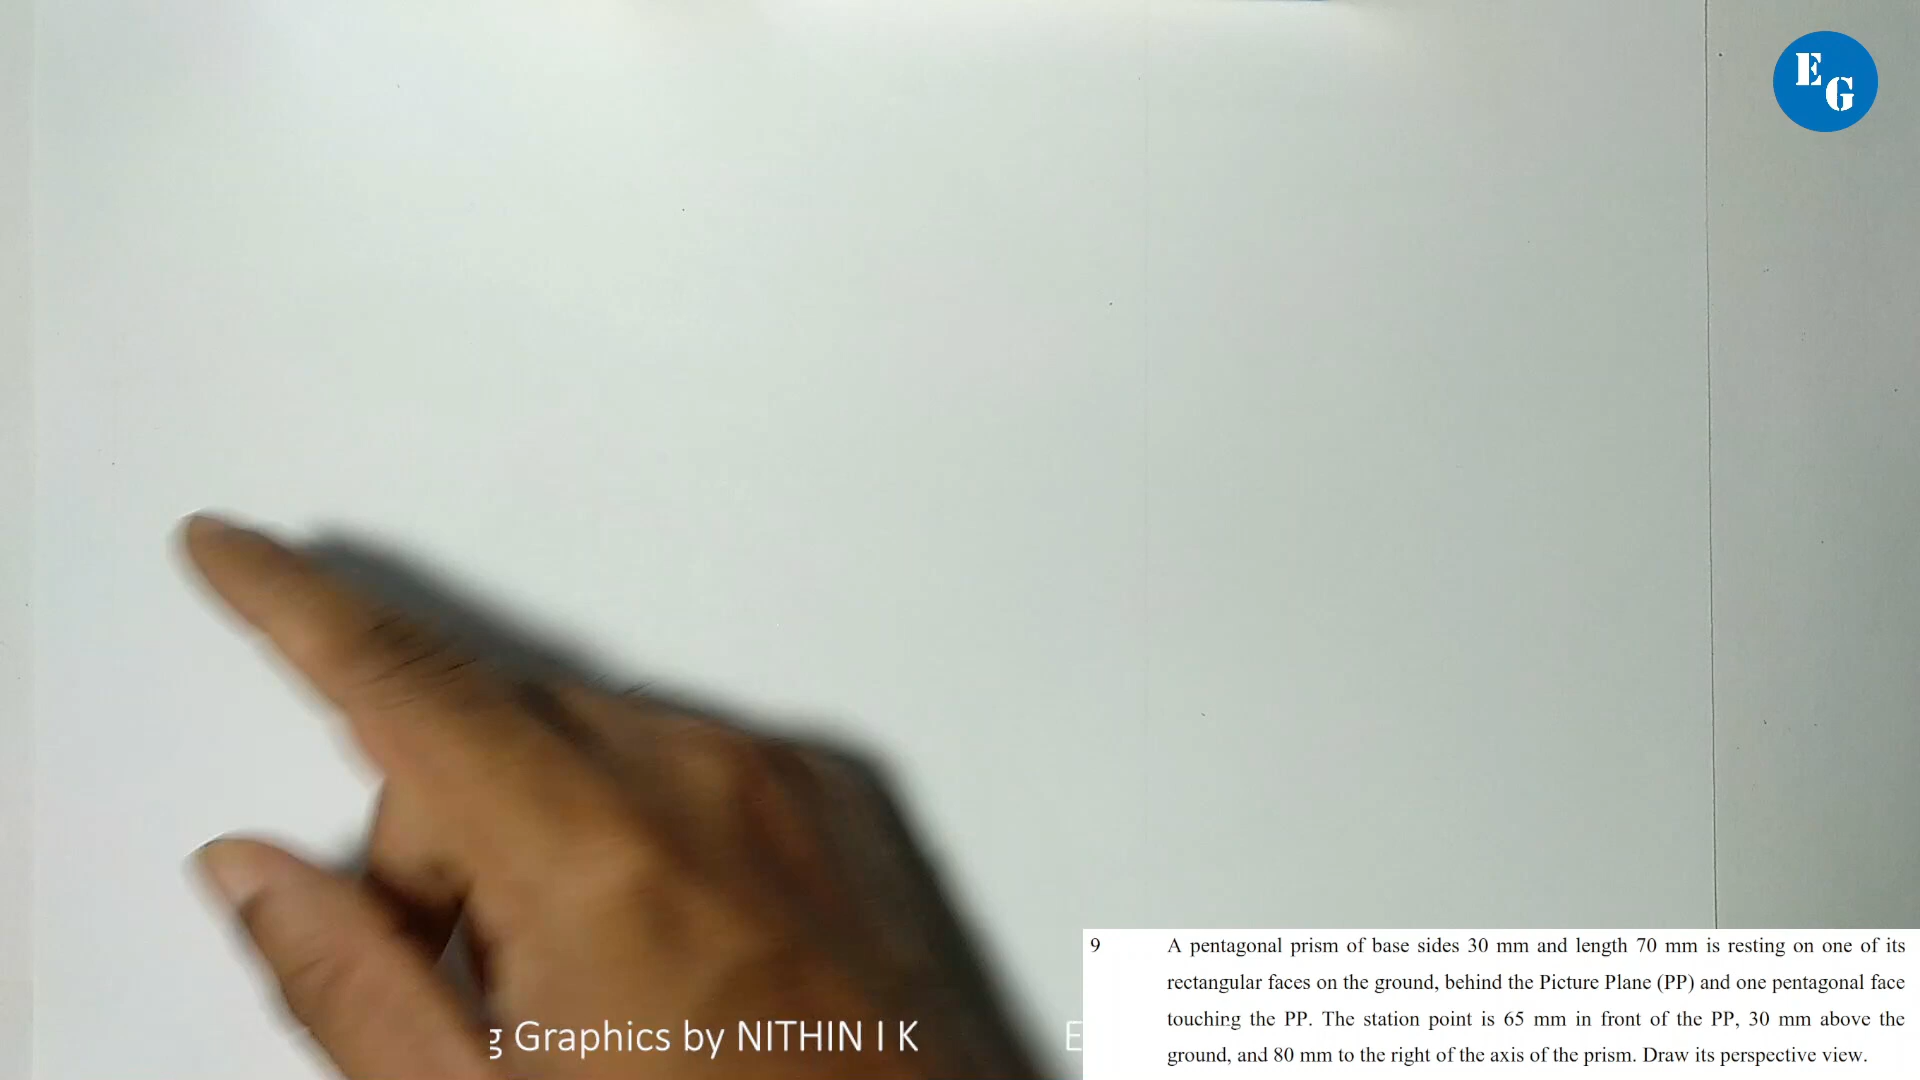 E
G
9 A pentagonal prism of base sides 30 mm and length 70 mm is resting on one of its
rectangular faces on the ground, behind the Picture Plane (PP) and one pentagonal face
touching the PP. The station point is 65 mm in front of the PP, 30 mm above the
ground, and 80 mm to the right of the axis of the prism. Draw its perspective view.
g Graphics by NITHIN I K E